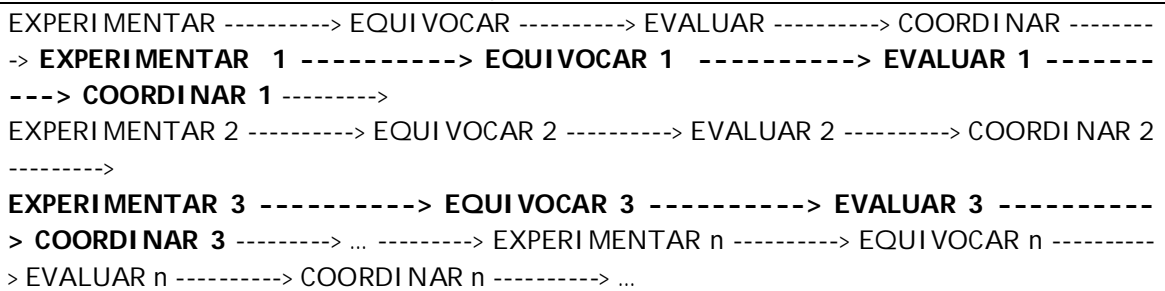 EXPERIMENTAR ----------> EQUIVOCAR ----------> EVALUAR ----------> COORDINAR --------
-> EXPERIMENTAR 1 ----------> EQUIVOCAR 1 ----------> EVALUAR 1 -------
---> COORDINAR 1 --------->
EXPERIMENTAR 2 ----------> EQUIVOCAR 2 ----------> EVALUAR 2 ----------> COORDINAR 2
--------->
EXPERIMENTAR 3 ----------> EQUIVOCAR 3 ----------> EVALUAR 3 ----------
> COORDINAR 3 ---------> ... ---------> EXPERIMENTAR n ----------> EQUIVOCAR n ----------
> EVALUAR n ----------> COORDINAR n ----------> ...